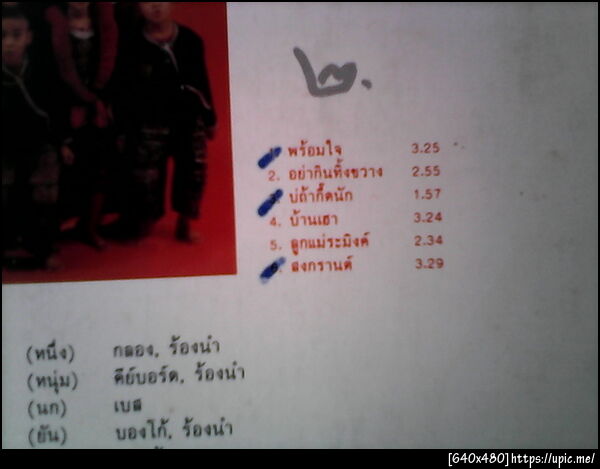 ๒.
1. พร้อมใจ 3.25
2. อย่ากินทิ้งขวาง 2.55
3. บ่ถ้ากึ๊ดนัก 1.57
4. บ้านเฮา 3.24
5. ลูกแม่ระมิงค์ 2.34
6. สงกรานต์ 3.29
(หนึ่ง) กลอง, ร้องนำ
(หนุ่ม) คีย์บอร์ด, ร้องนำ
(นก) เบส
(ยัน) บองโก้, ร้องนำ
[640x480]https://upic.me/